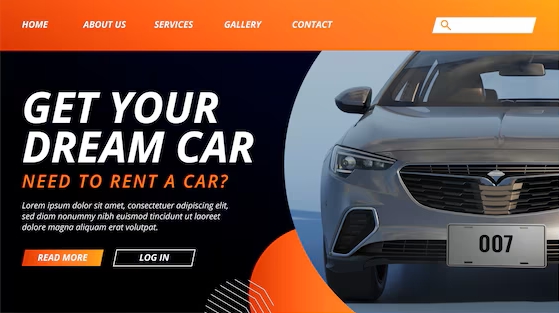 HOME ABOUT US SERVICES GALLERY CONTACT
GET YOUR
DREAM CAR
NEED TO RENT A CAR?
Lorem ipsum dolor sit amet, consectetuer adipiscing elit,
sed diam nonummy nibh euismod tincidunt ut laoreet
dolore magna aliquam erat volutpat.
READ MORE LOG IN
007